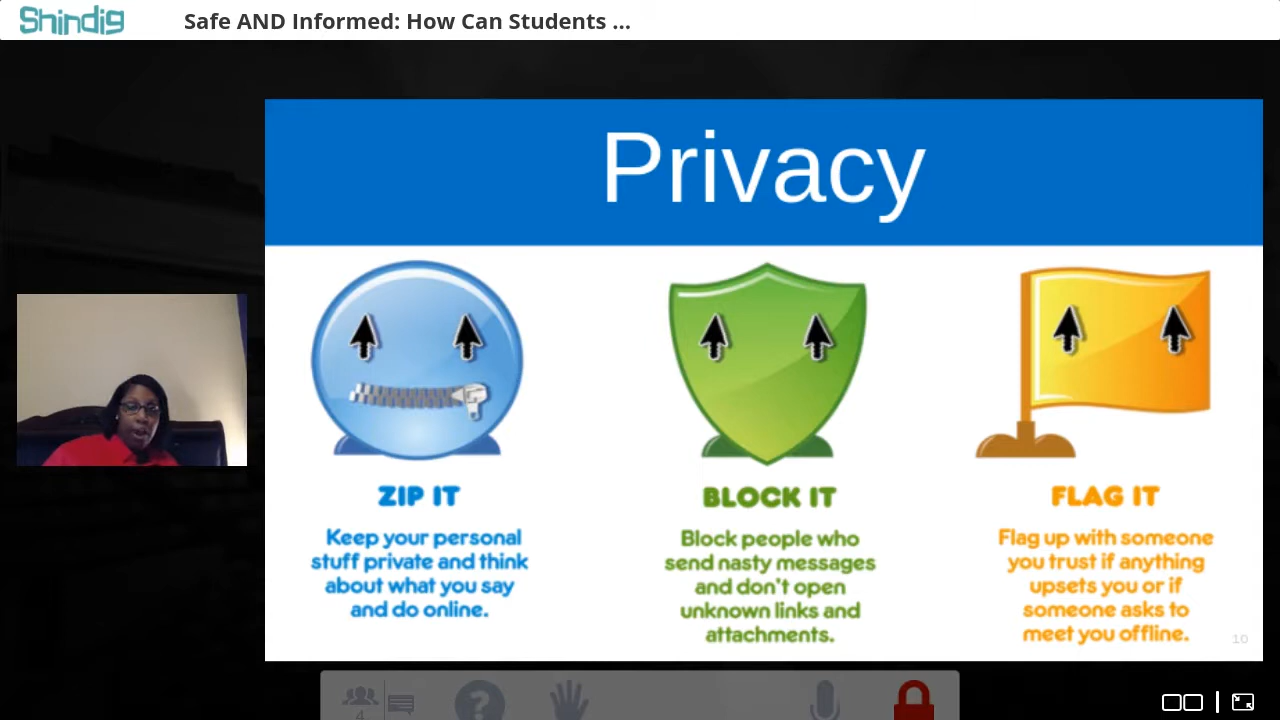 Shindig
Safe AND Informed: How Can Students ...
Privacy
ZIP IT
Keep your personal
stuff private and think
about what you say
and do online.
BLOCK IT
Block people who
send nasty messages
and don't open
unknown links and
attachments.
FLAG IT
Flag up with someone
you trust if anything
upsets you or if
someone asks to
meet you offline.
10
4
?